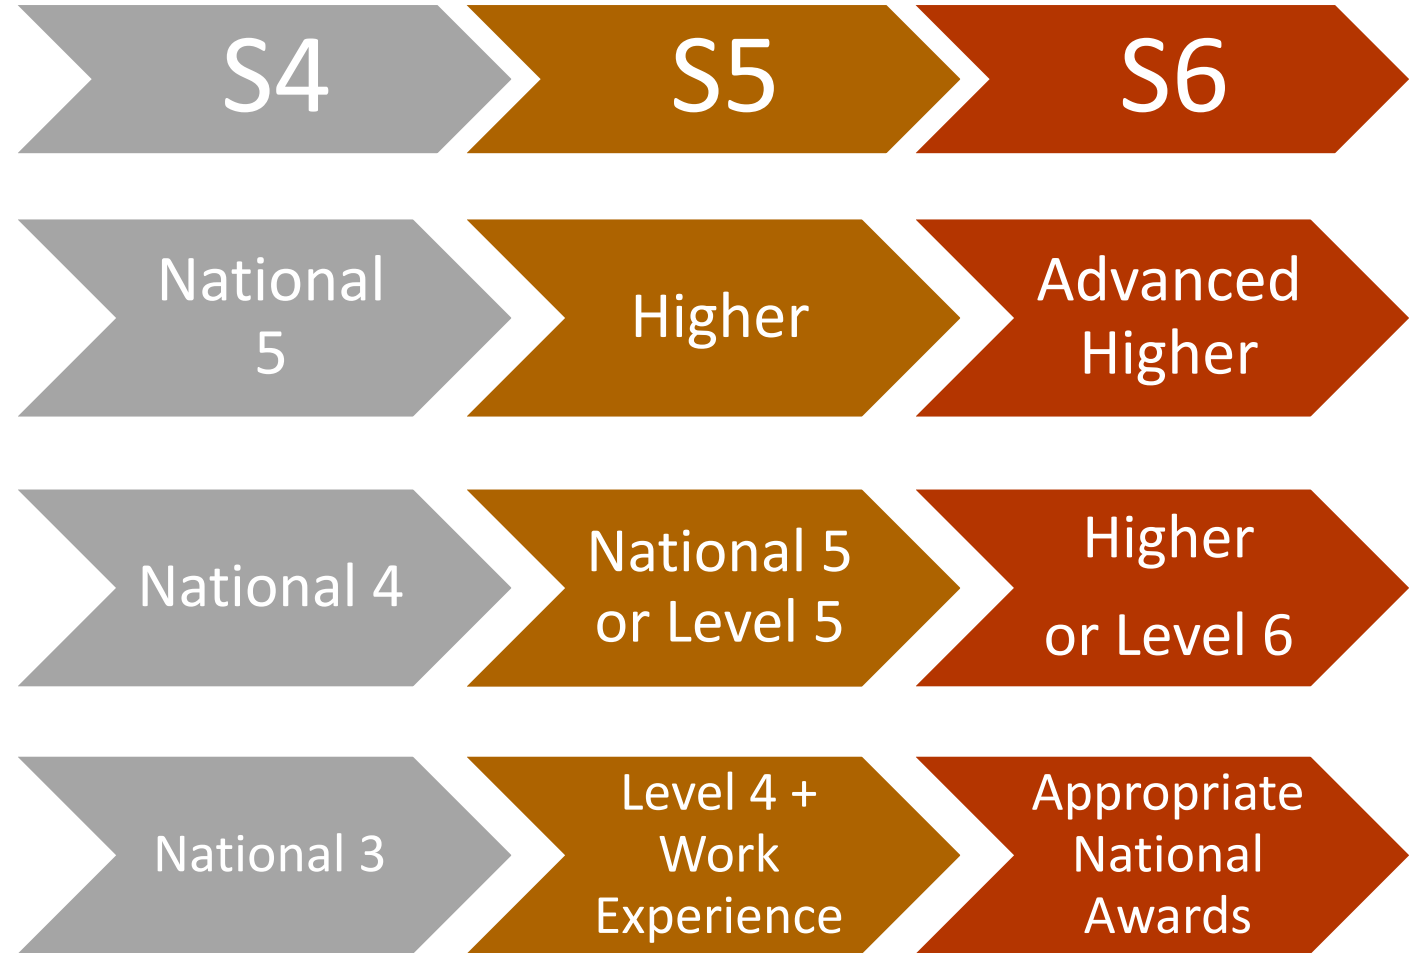 S4
S5
S6
National
5
Higher
Advanced
Higher
National 4
National 5
or Level 5
Higher
or Level 6
National 3
Level 4 +
Work
Experience
Appropriate
National
Awards